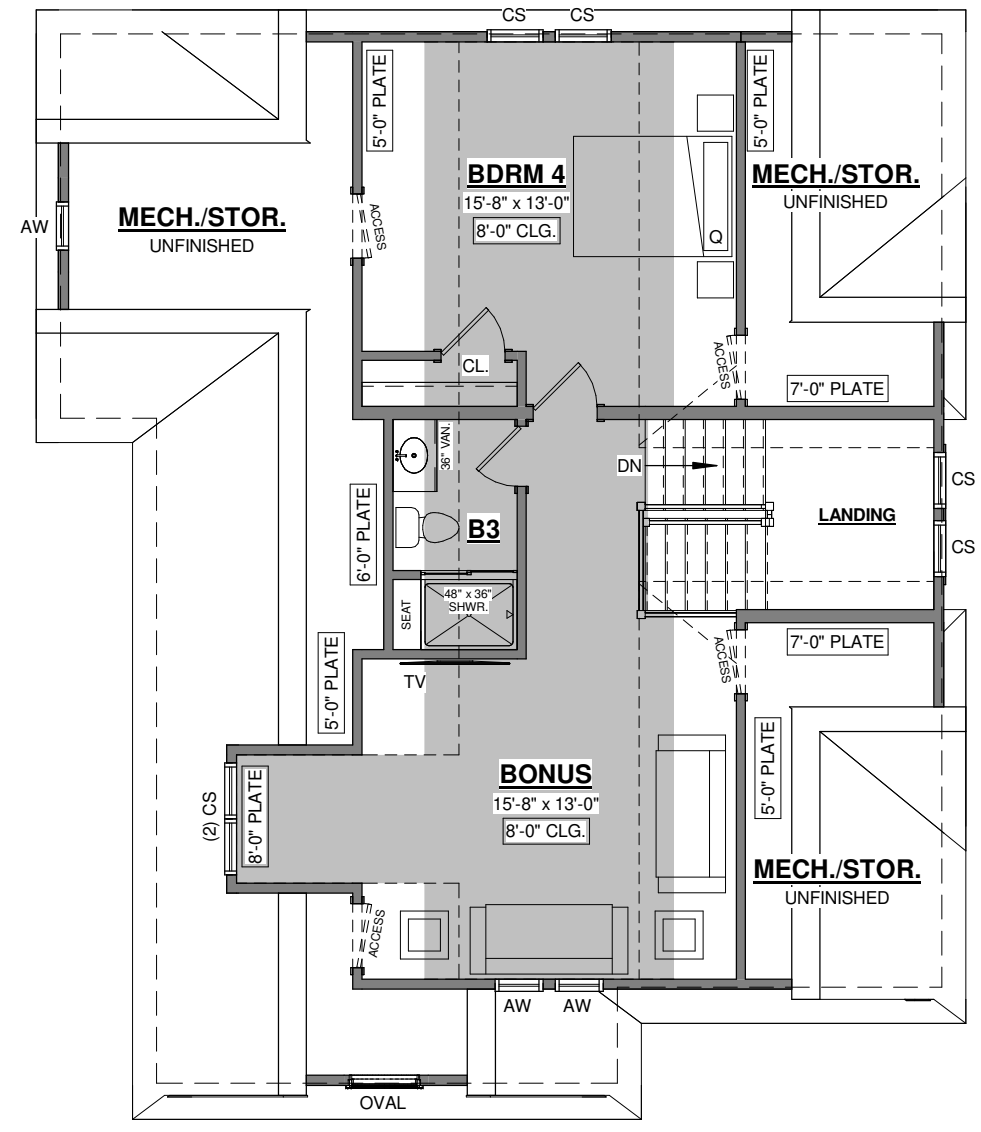 CS
CS
5'-0" PLATE
5'-0" PLATE
BDRM 4
15'-8" x 13'-0"
8'-0" CLG.
MECH./STOR.
UNFINISHED
MECH./STOR.
UNFINISHED
AW
ACCESS
Q
CL.
ACCESS
7'-0" PLATE
36" VAN.
DN
CS
LANDING
B3
6'-0" PLATE
CS
48" x 36"
SHWR.
SEAT
7'-0" PLATE
ACCESS
TV
5'-0" PLATE
5'-0" PLATE
BONUS
15'-8" x 13'-0"
8'-0" CLG.
(2) CS
8'-0" PLATE
MECH./STOR.
UNFINISHED
ACCESS
AW
AW
OVAL